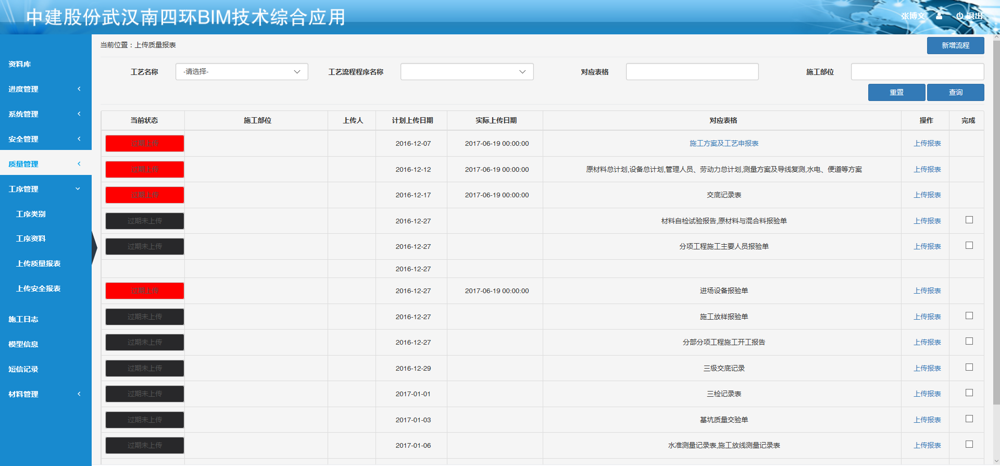 中建股份武汉南四环BIM技术综合应用
张博文 退出
资料库
进度管理
系统管理
安全管理
质量管理
工序管理
工序类别
工序资料
上传质量报表
上传安全报表
施工日志
模型信息
短信记录
材料管理
当前位置：上传质量报表 新增流程
工艺名称 -请选择- 工艺流程程序名称 对应表格 施工部位
重置 查询
当前状态 施工部位 上传人 计划上传日期 实际上传日期 对应表格 操作 完成
过期上传 2016-12-07 2017-06-19 00:00:00 施工方案及工艺申报表 上传报表
过期上传 2016-12-12 2017-06-19 00:00:00 原材料总计划,设备总计划,管理人员、劳动力总计划,测量方案及导线复测,水电、便道等方案 上传报表
过期上传 2016-12-17 2017-06-19 00:00:00 交底记录表 上传报表
过期未上传 2016-12-27 材料自检试验报告,原材料与混合料报验单 上传报表
过期未上传 2016-12-27 分项工程施工主要人员报验单 上传报表
2016-12-27
过期上传 2016-12-27 2017-06-19 00:00:00 进场设备报验单 上传报表
过期未上传 2016-12-27 施工放样报验单 上传报表
过期未上传 2016-12-27 分部分项工程施工开工报告 上传报表
过期未上传 2016-12-29 三级交底记录 上传报表
过期未上传 2017-01-01 三检记录表 上传报表
过期未上传 2017-01-03 基坑质量交验单 上传报表
过期未上传 2017-01-06 水准测量记录表,施工放线测量记录表 上传报表